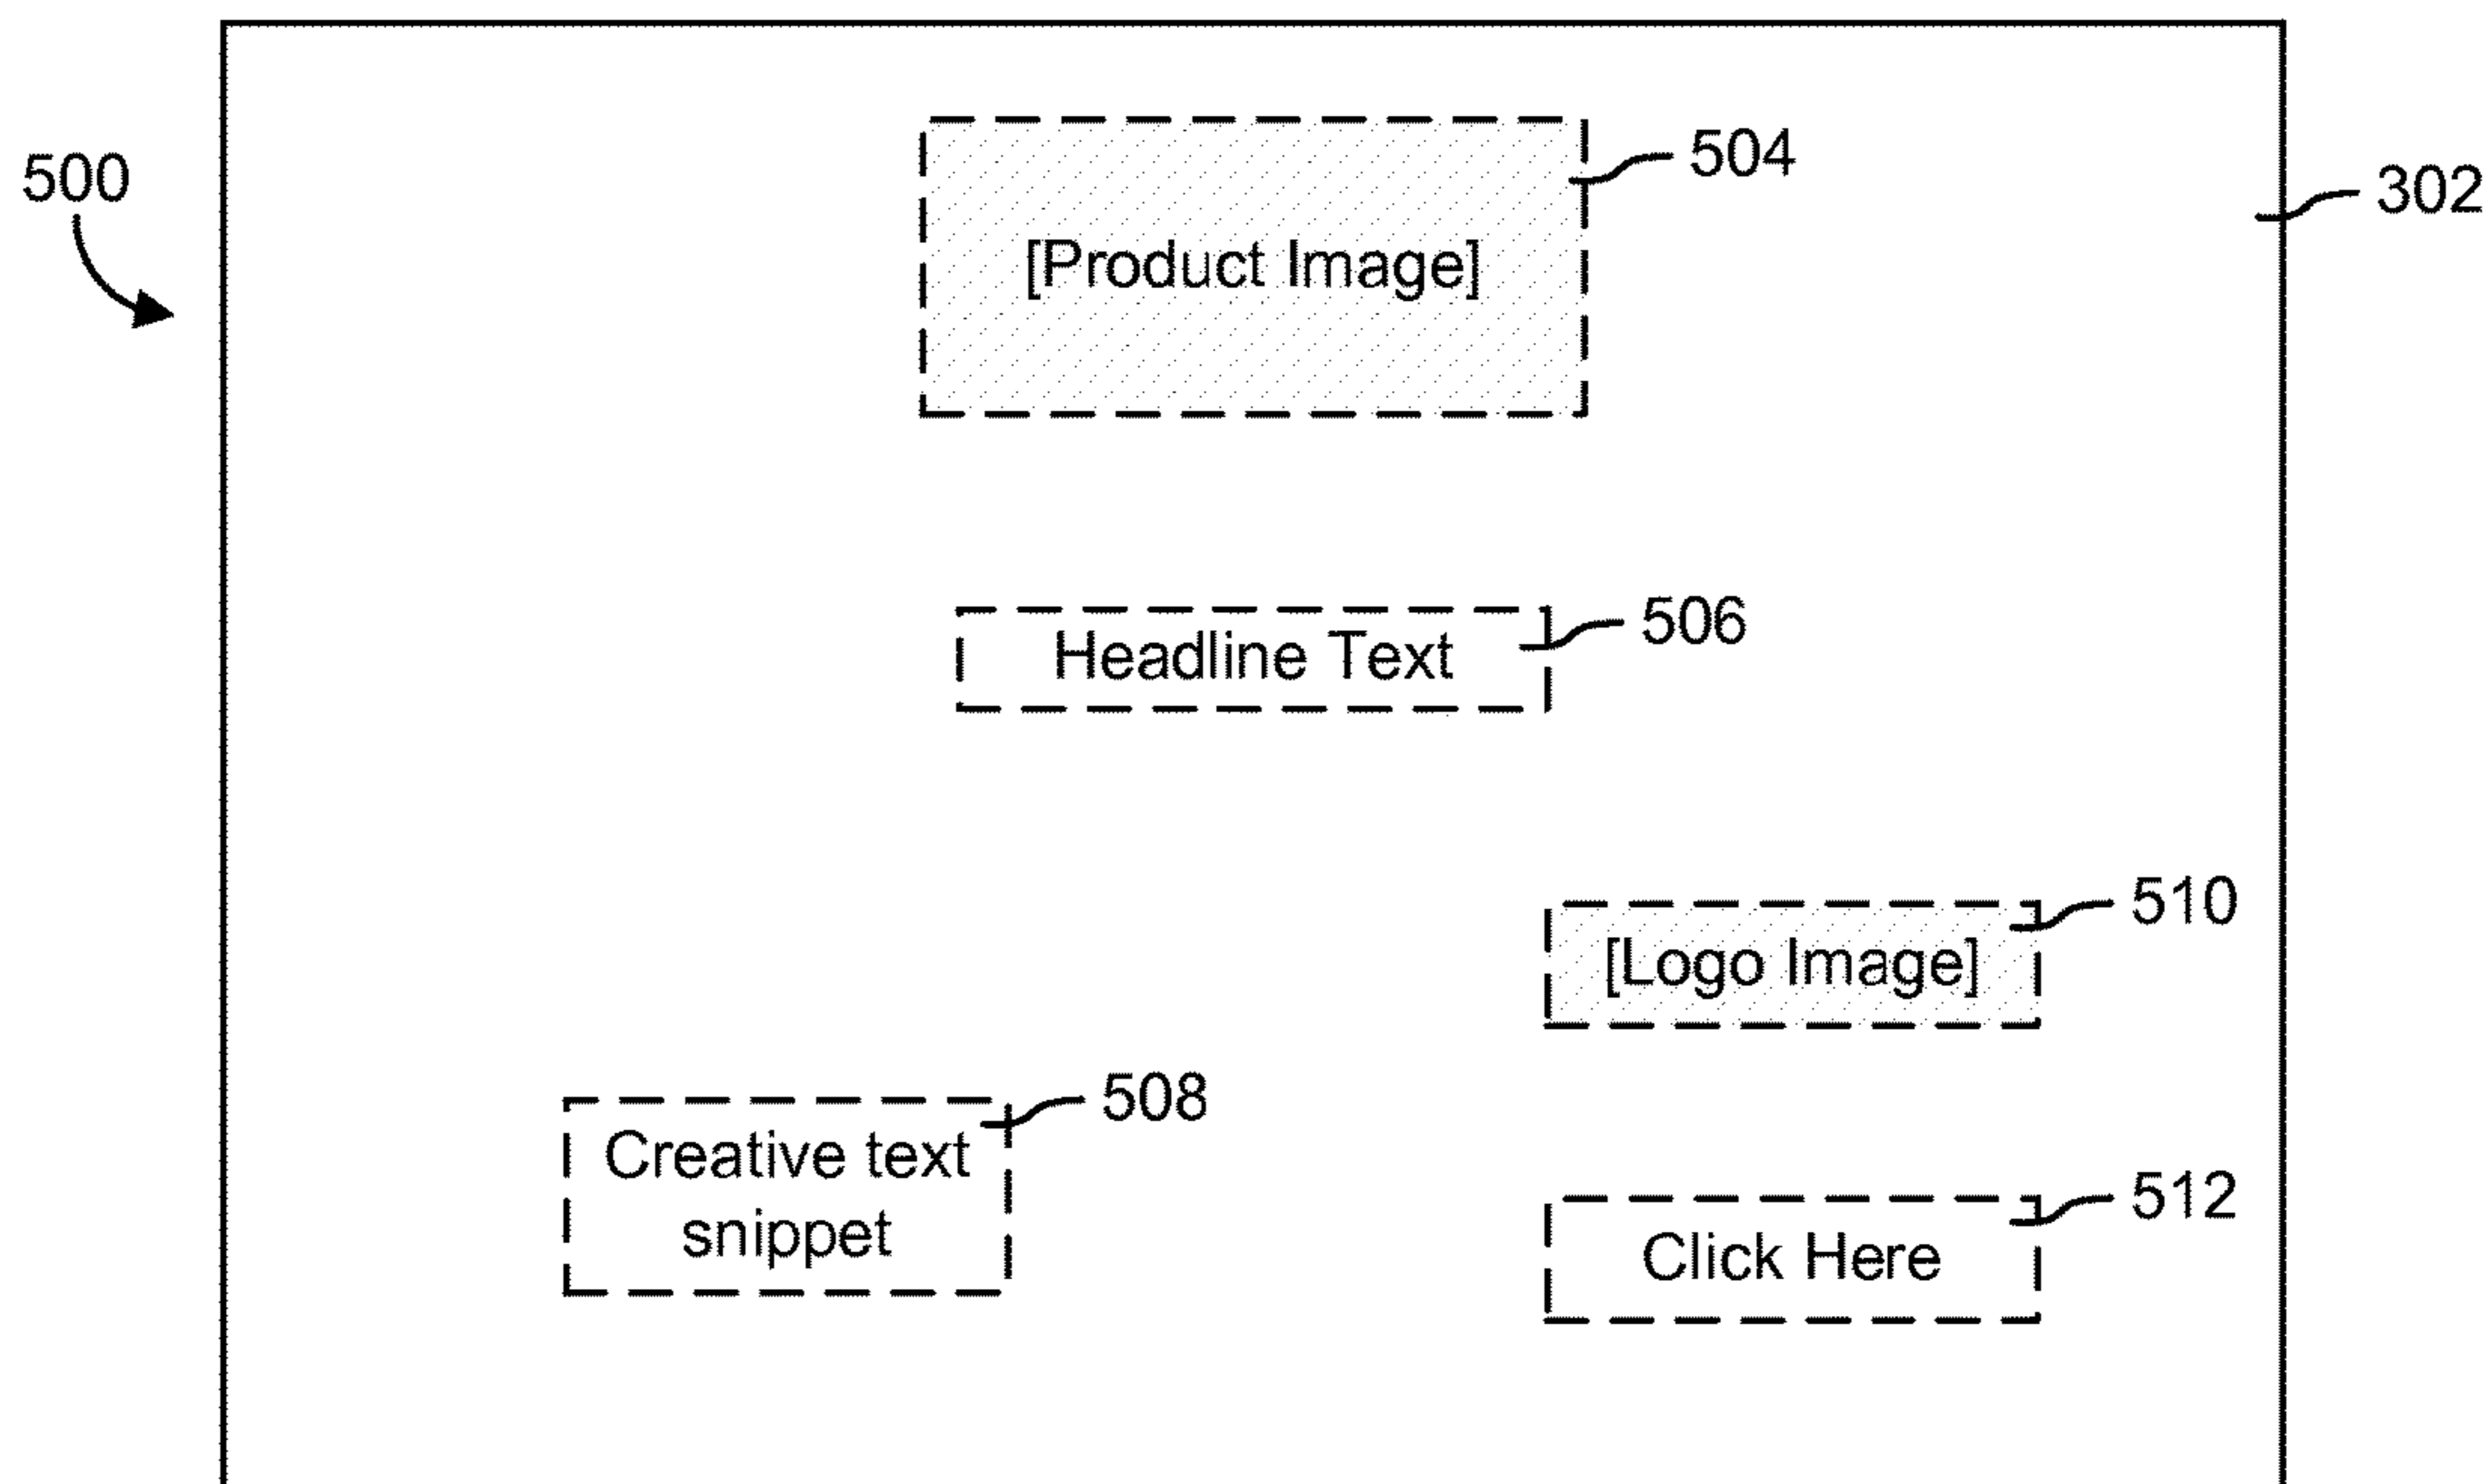 500
504
302
[Product Image]
506
Headline Text
510
[Logo Image]
508
Creative text
snippet
512
Click Here